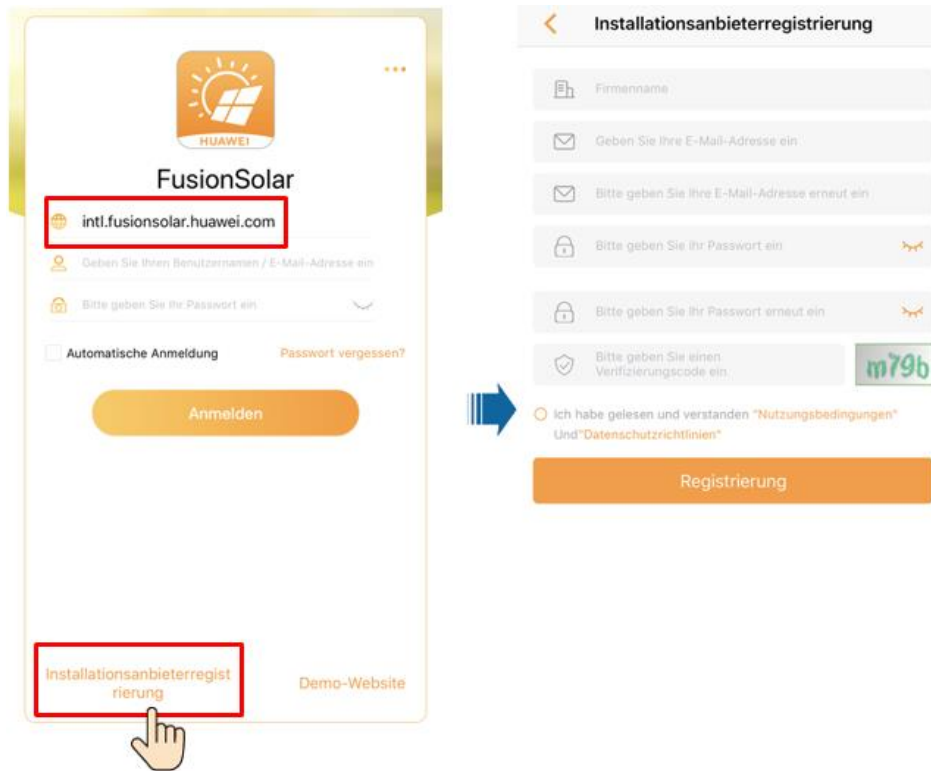 HUAWEI
FusionSolar
intl.fusionsolar.huawei.com
Geben Sie Ihren Benutzernamen / E-Mail-Adresse ein
Bitte geben Sie Ihr Passwort ein
Automatische Anmeldung
Passwort vergessen?
Anmelden
Installationsanbieterregist
rierung
Demo-Website
Installationsanbieterregistrierung
Firmenname
Geben Sie Ihre E-Mail-Adresse ein
Bitte geben Sie Ihre E-Mail-Adresse erneut ein
Bitte geben Sie Ihr Passwort ein
Bitte geben Sie Ihr Passwort erneut ein
Bitte geben Sie einen
Verifizierungscode ein
m79b
Ich habe gelesen und verstanden "Nutzungsbedingungen"
Und"Datenschutzrichtlinien"
Registrierung